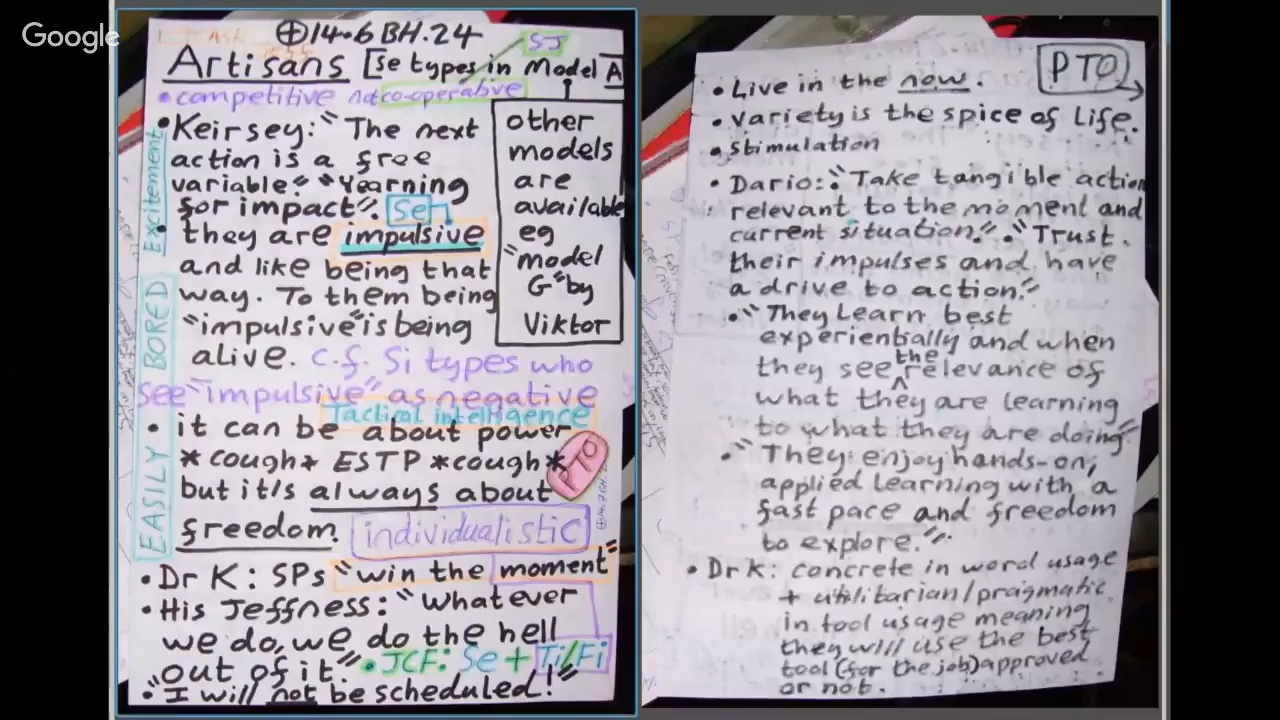 Google
⊕14.6BH.24
SJ
Artisans [Se types in Model A
• competitive not co-operative
• Keirsey: "The next
action is a free
variable." "Yearning
for impact". Se
• they are impulsive
and like being that
way. To them being
"impulsive" is being
alive. c.f. Si types who
see "impulsive" as negative
Tactical intelligence
• it can be about power
*cough* ESTP *cough*
PTO
but it/s always about
freedom. individualistic
• Dr K: SPs "win the moment"
• His Jeffness: "Whatever
we do, we do the hell
out of it." • JCF: Se + Ti/Fi
• "I will not be scheduled!"
EASILY BORED Excitement
other
models
are
available
eg
"model
G" by
Viktor
PTO
• Live in the now.
• variety is the spice of Life.
• stimulation
• Dario: "Take tangible action
relevant to the moment and
current situation." "Trust
their impulses and have
a drive to action."
• "They Learn best
experientially and when
they see the relevance of
what they are learning
to what they are doing"
• "They enjoy hands-on,
applied learning with a
fast pace and freedom
to explore."
• Dr K: concrete in word usage
+ utilitarian/pragmatic
in tool usage meaning
they will use the best
tool (for the job) approved
or not.